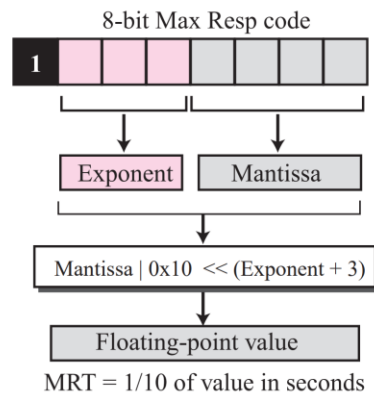 8-bit Max Resp code
1
Exponent
Mantissa
Mantissa | 0x10 << (Exponent + 3)
Floating-point value
MRT = 1/10 of value in seconds